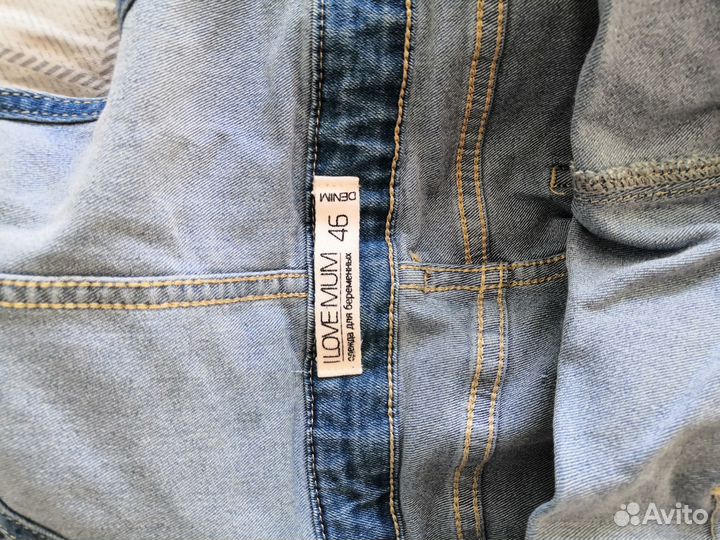 I LOVE MUM
одежда для беременных
46
DENIM
Avito